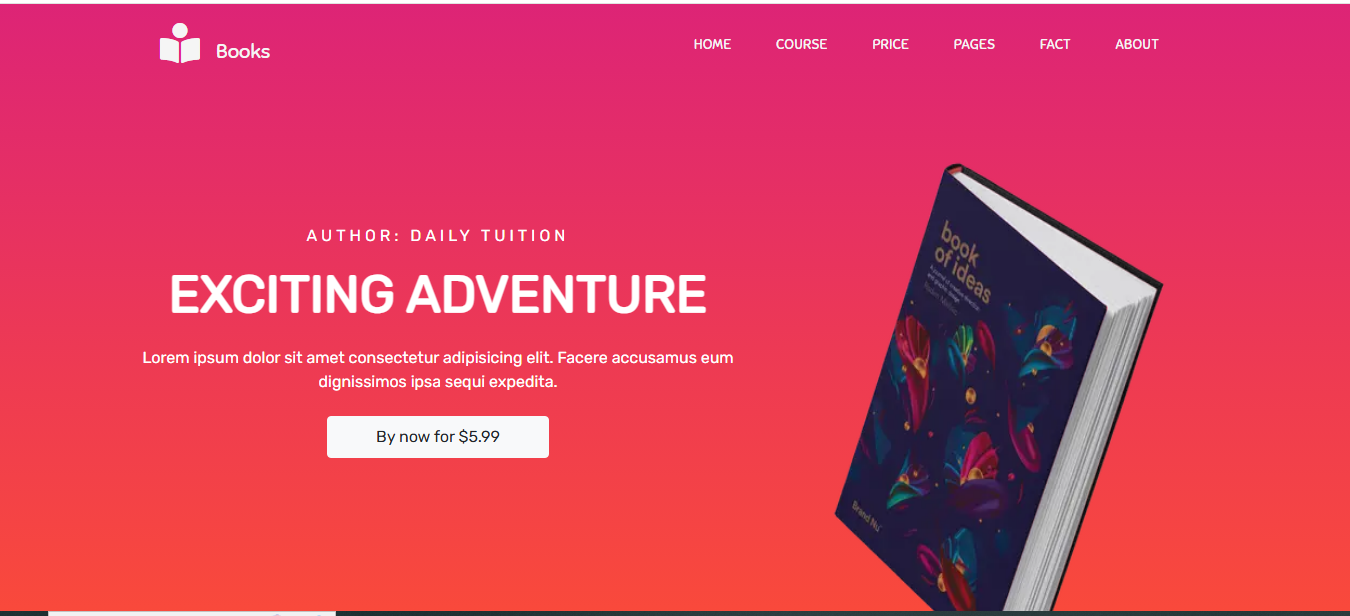 Books
HOME COURSE PRICE PAGES FACT ABOUT
AUTHOR: DAILY TUITION
EXCITING ADVENTURE
Lorem ipsum dolor sit amet consectetur adipisicing elit. Facere accusamus eum
dignissimos ipsa sequi expedita.
By now for $5.99
book
of ideas
Brand Nu